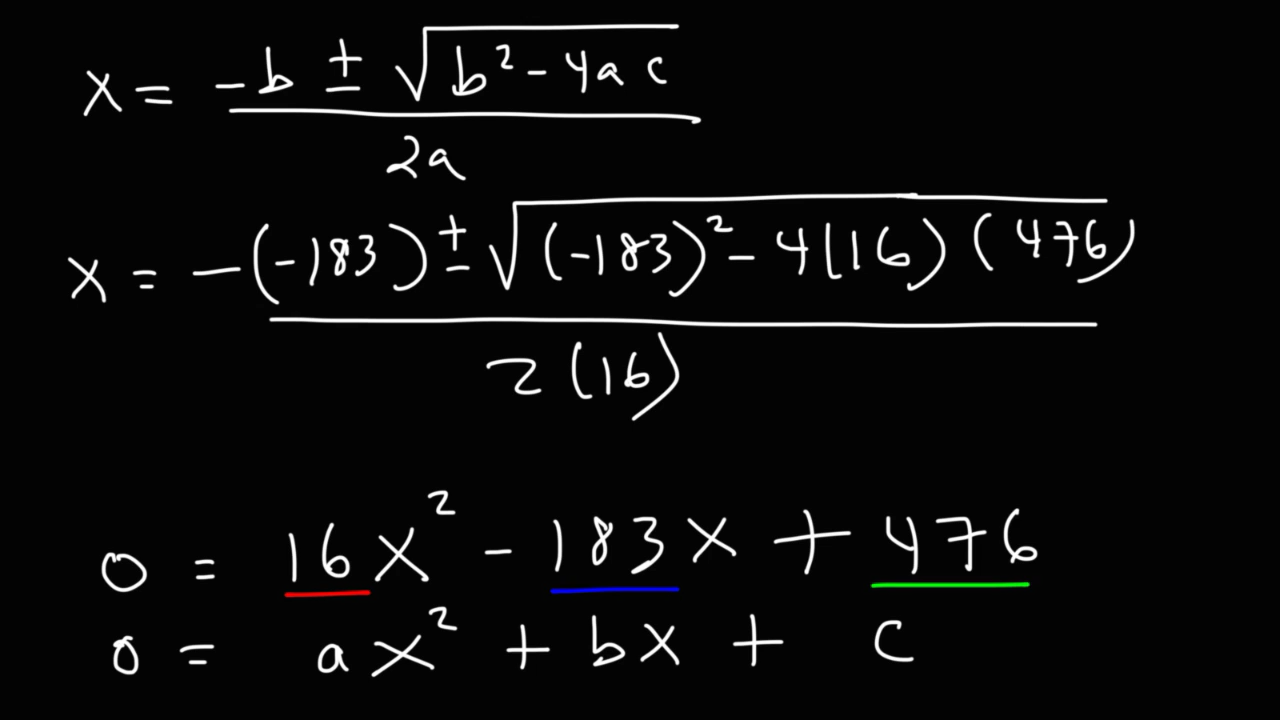 x = -b ± √b² - 4ac
2a
x = -(-183) ± √(-183)² - 4(16)(476)
2(16)
0 = 16x² - 183x + 476
0 = ax² + bx + c